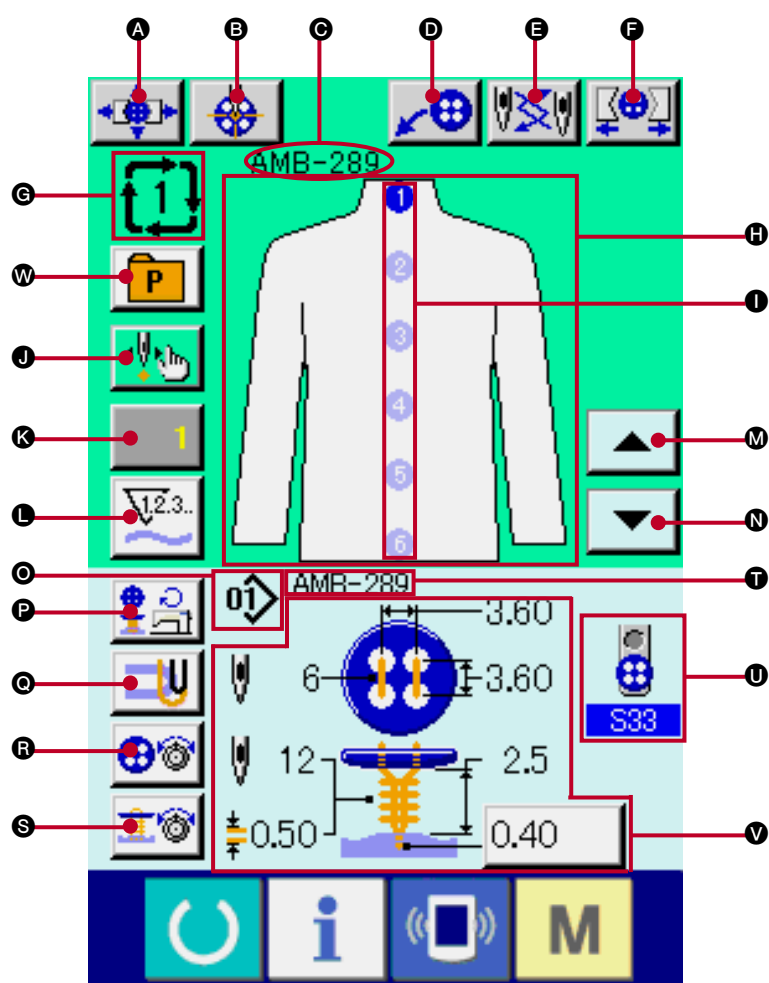 A B C D E F
AMB-289
G 1 1 H
W P 2 I
J 3
K 1 4 M
L 1.2.3.. 5 N
6
O 01 AMB-289 T
P 3.60
Q 6 3.60 U
S33
R 12 2.5
S 0.50 0.40 V
i M